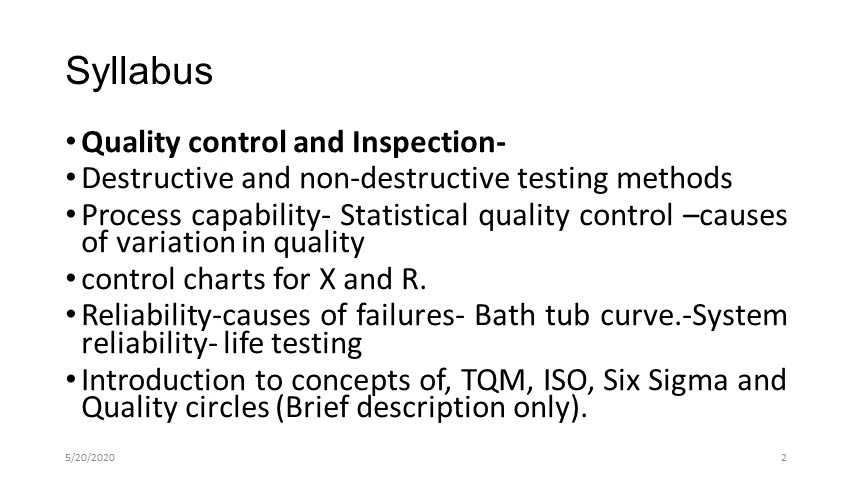 Syllabus
•Quality control and Inspection-
•Destructive and non-destructive testing methods
•Process capability- Statistical quality control –causes
of variation in quality
•control charts for X and R.
•Reliability-causes of failures- Bath tub curve.-System
reliability- life testing
•Introduction to concepts of, TQM, ISO, Six Sigma and
Quality circles (Brief description only).
5/20/2020
2